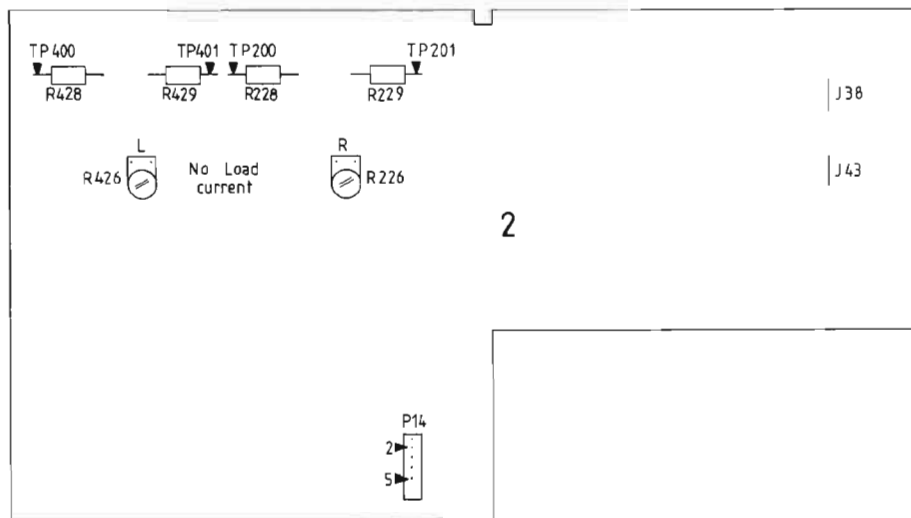 TP400
TP401
TP200
TP201
R428
R429
R228
R229
J38
L
R
R426
No Load
current
R226
J43
2
P14
2
5